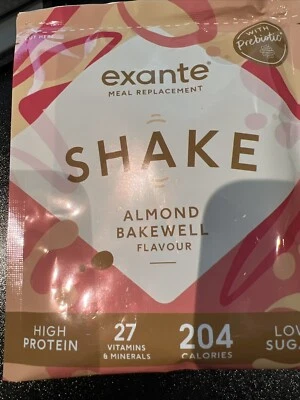 WITH
Prebiotic
exante®
MEAL REPLACEMENT
SHAKE
ALMOND
BAKEWELL
FLAVOUR
HIGH
PROTEIN
27
VITAMINS
& MINERALS
204
CALORIES
LOW
SUGA